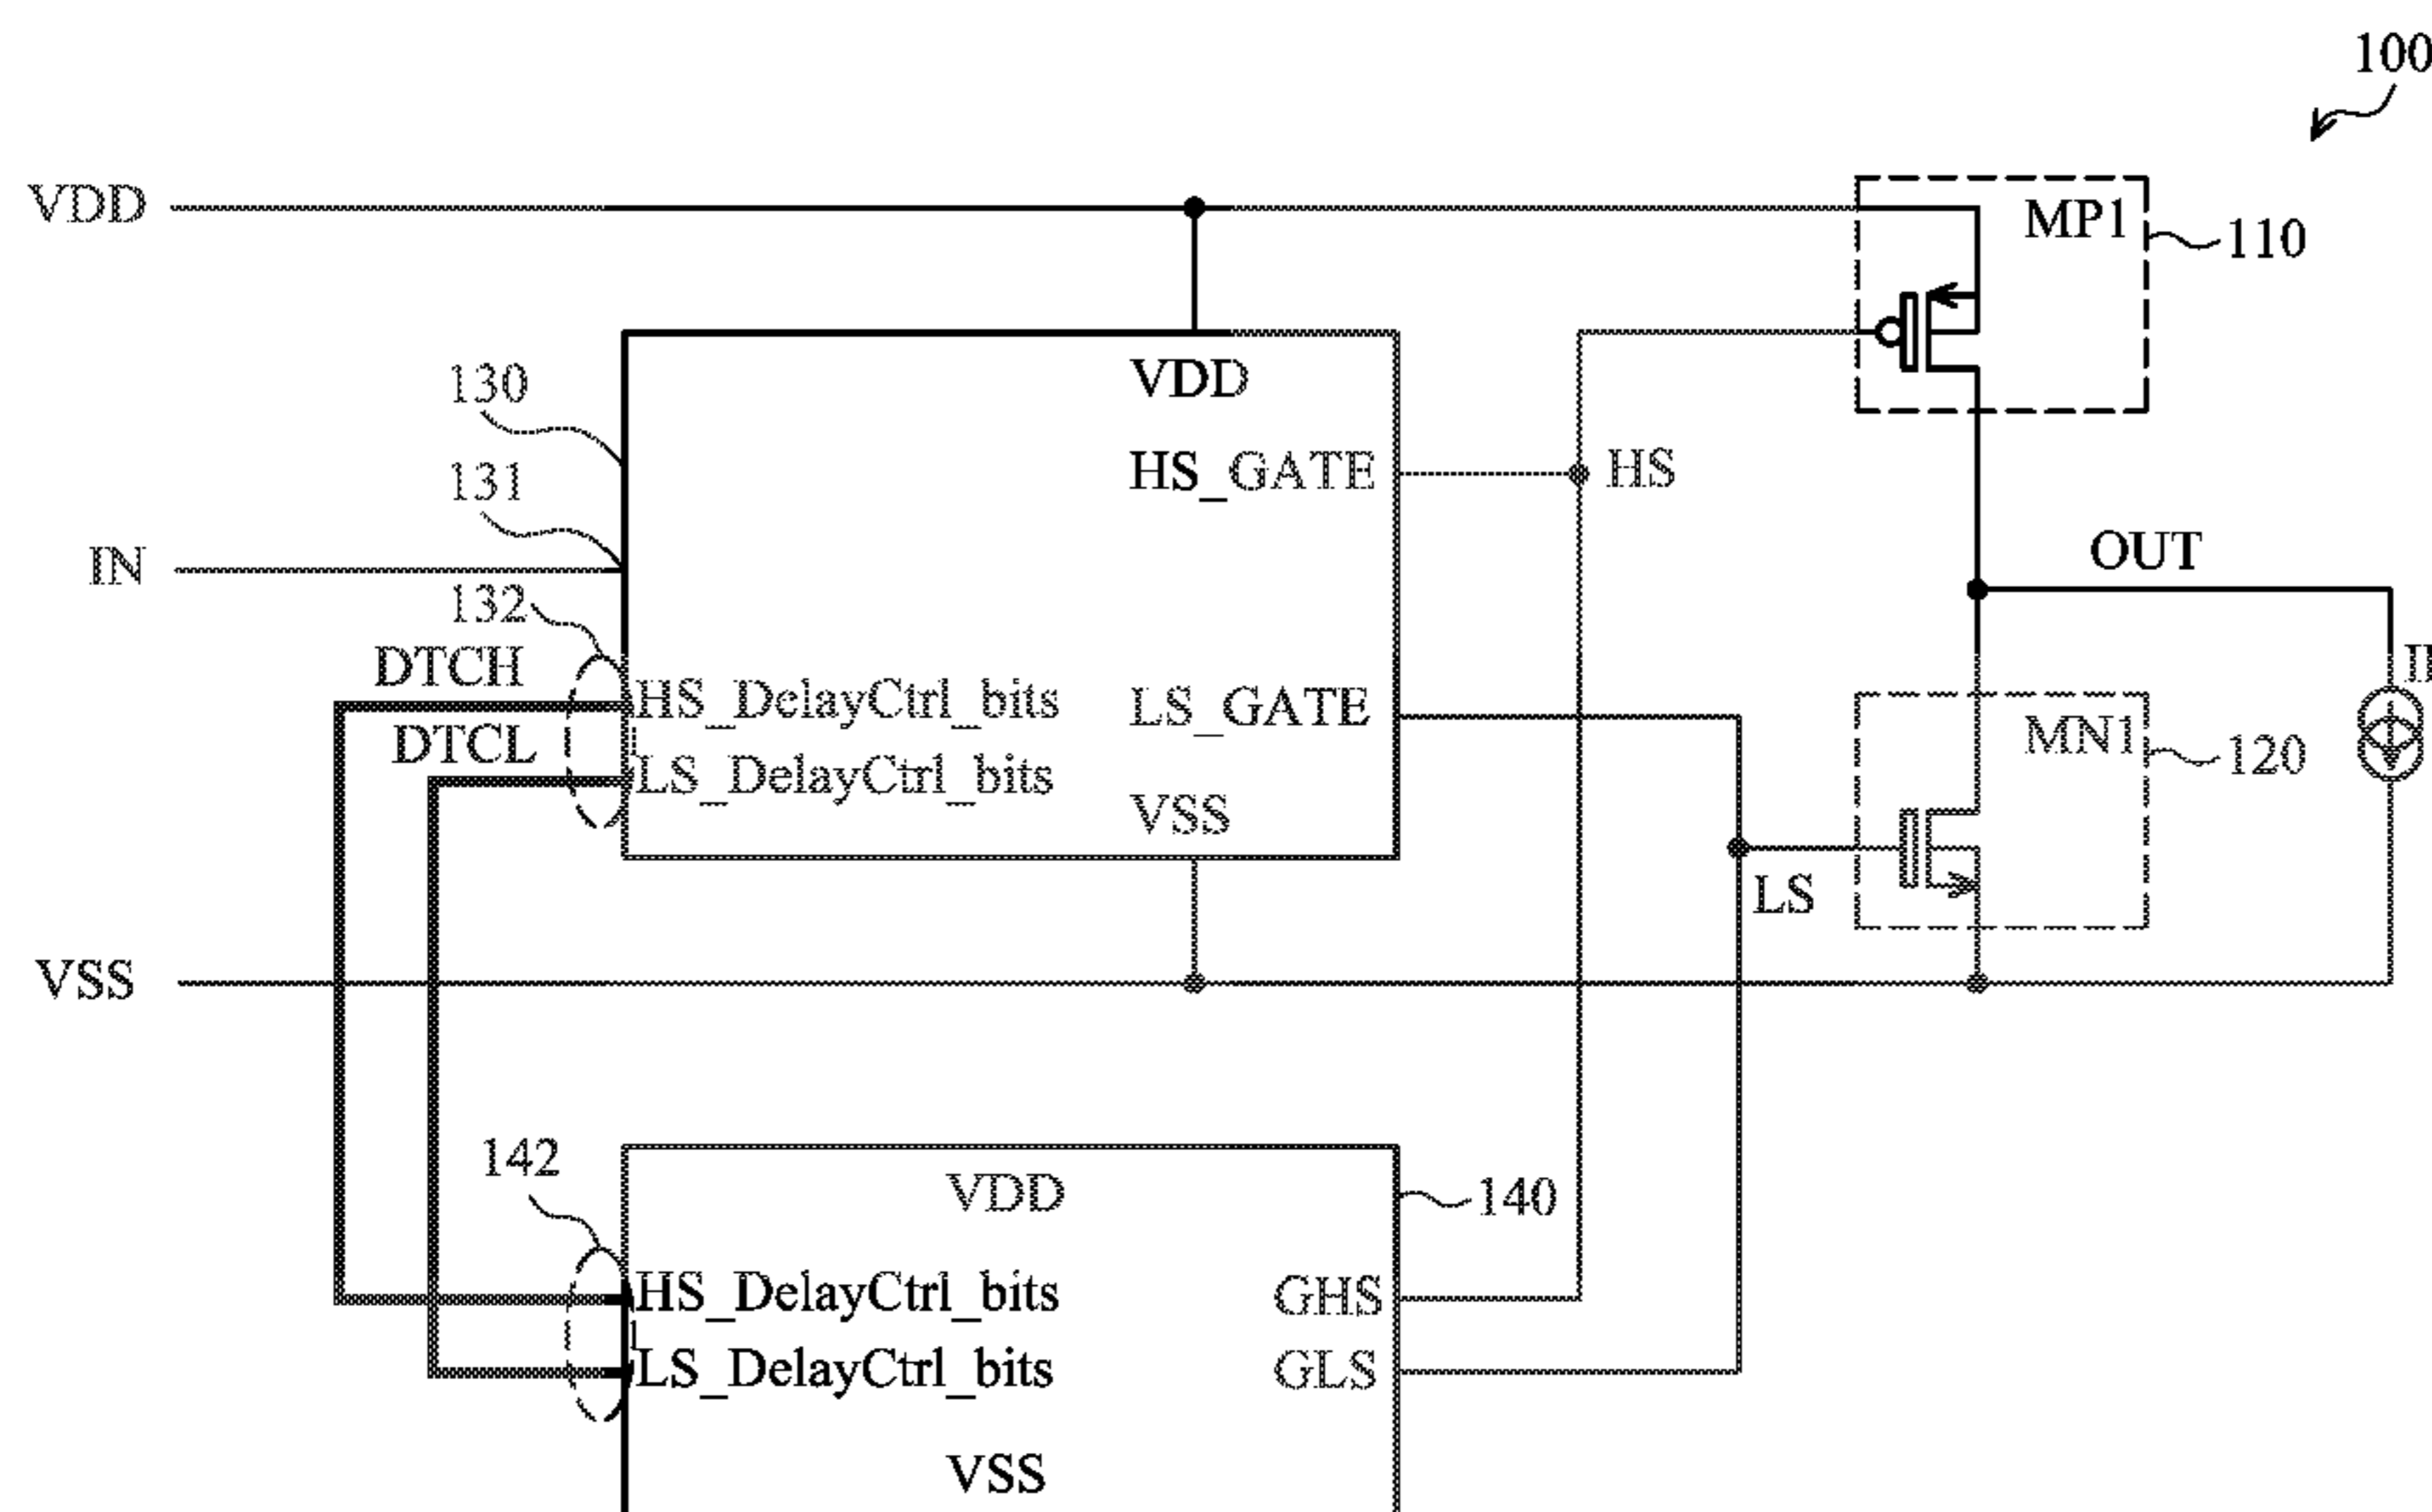 100
VDD
MP1
110
130
VDD
131
HS_GATE
HS
IN
OUT
132
DTCH
HS_DelayCtrl_bits
LS_GATE
DTCL
LS_DelayCtrl_bits
MN1
120
VSS
LS
VSS
142
VDD
140
HS_DelayCtrl_bits
GHS
LS_DelayCtrl_bits
GLS
VSS